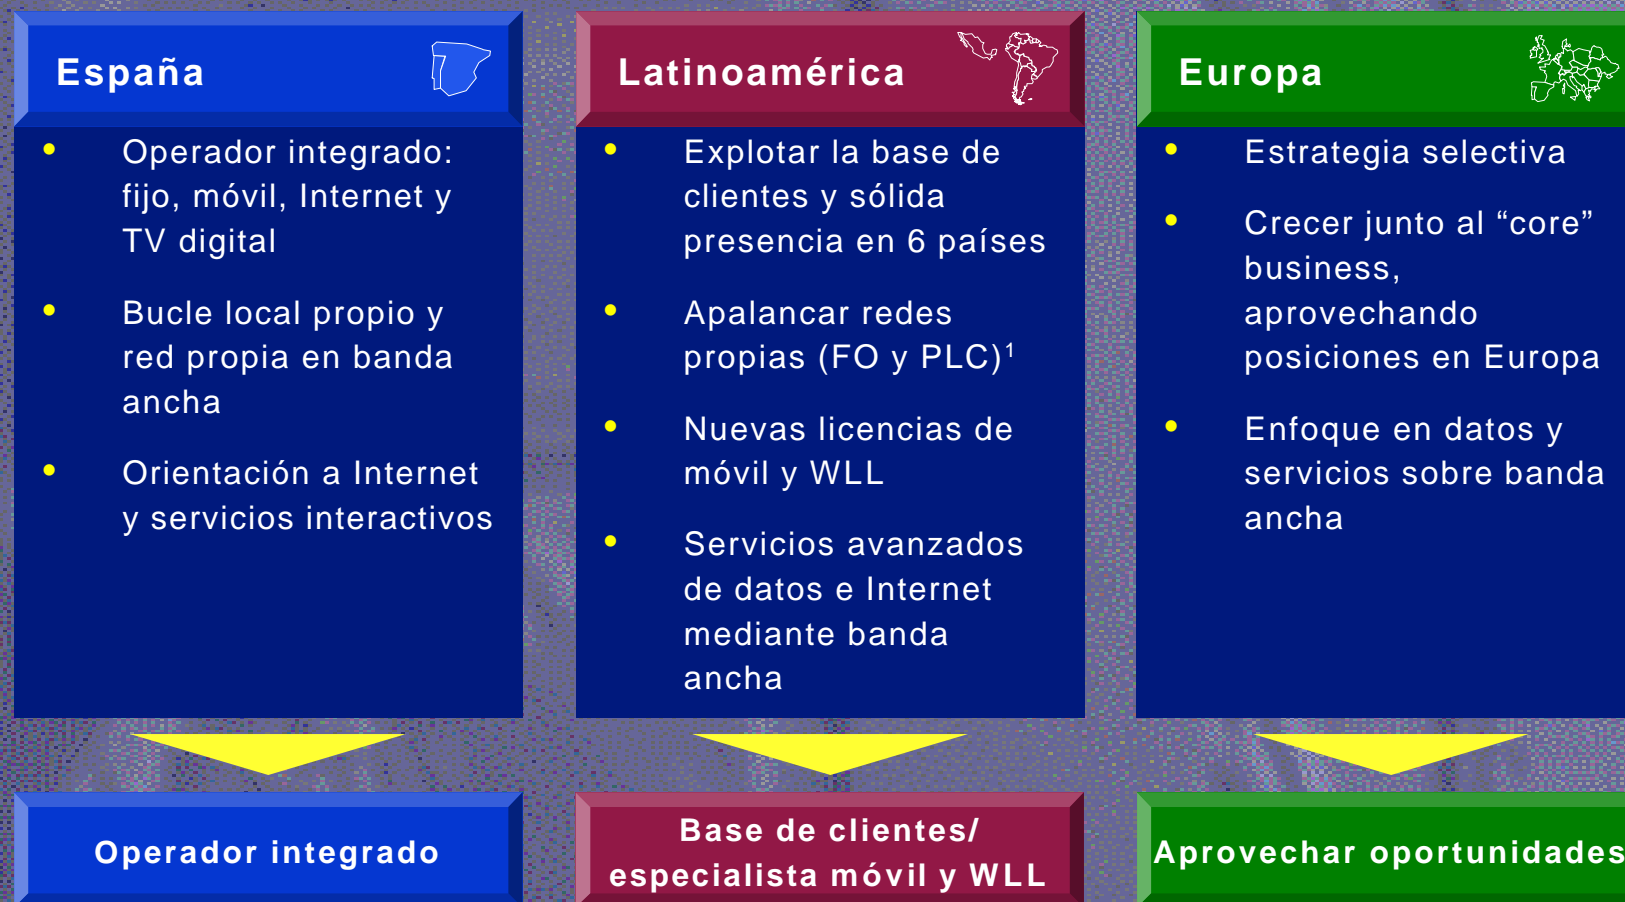 España
Operador integrado:
fijo, móvil, Internet y
TV digital
Bucle local propio y
red propia en banda
ancha
Orientación a Internet
y servicios interactivos
Operador integrado
Latinoamérica
Explotar la base de
clientes y sólida
presencia en 6 países
Apalancar redes
propias (FO y PLC)¹
Nuevas licencias de
móvil y WLL
Servicios avanzados
de datos e Internet
mediante banda
ancha
Base de clientes/
especialista móvil y WLL
Europa
Estrategia selectiva
Crecer junto al “core”
business,
aprovechando
posiciones en Europa
Enfoque en datos y
servicios sobre banda
ancha
Aprovechar oportunidades